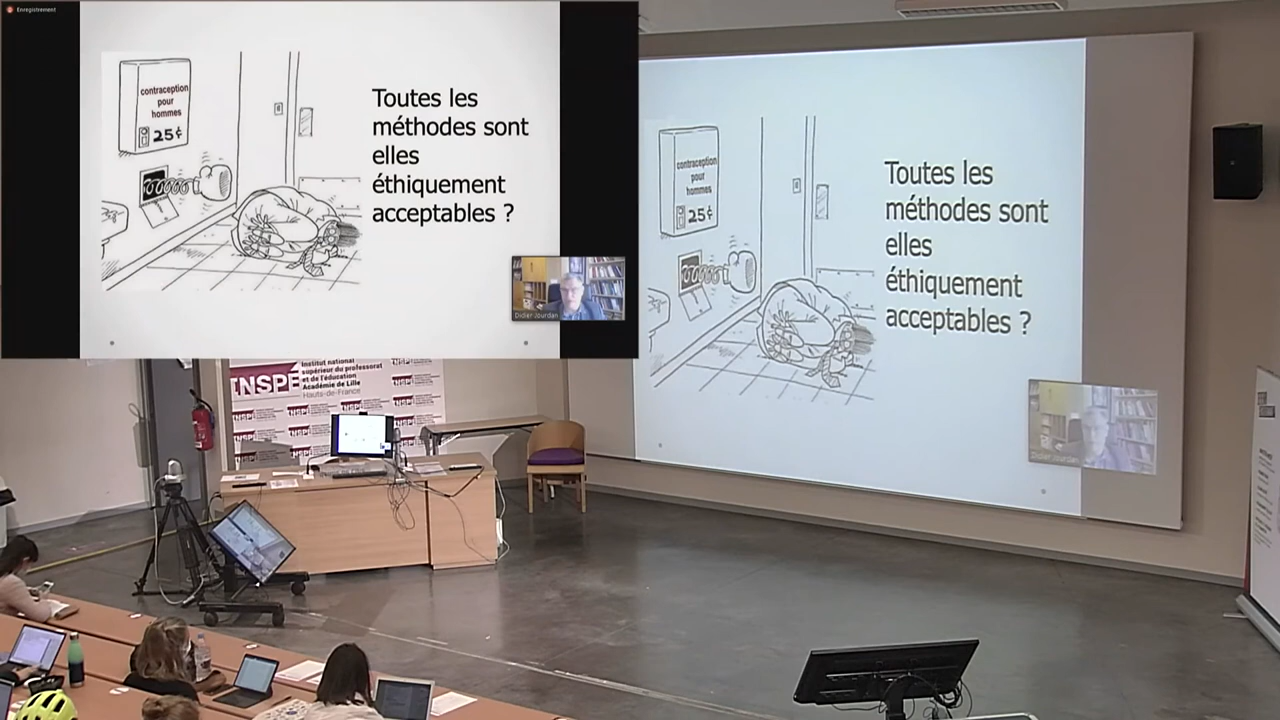 Enregistrement
contraception
pour
hommes
25¢
Toutes les
méthodes sont
elles
éthiquement
acceptables ?
Didier Jourdan
contraception
pour
hommes
25¢
Toutes les
méthodes sont
elles
éthiquement
acceptables ?
Didier Jourdan
INSPÉ
Institut national
supérieur du professorat
et de l'éducation
Académie de Lille
Hauts-de-France